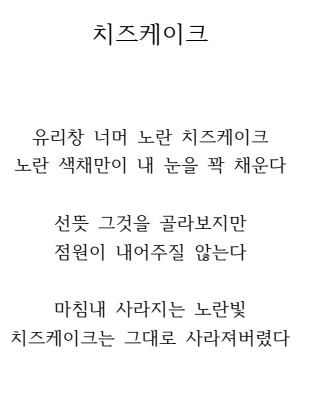 치즈케이크
유리창 너머 노란 치즈케이크
노란 색채만이 내 눈을 꽉 채운다
선뜻 그것을 골라보지만
점원이 내어주질 않는다
마침내 사라지는 노란빛
치즈케이크는 그대로 사라져버렸다